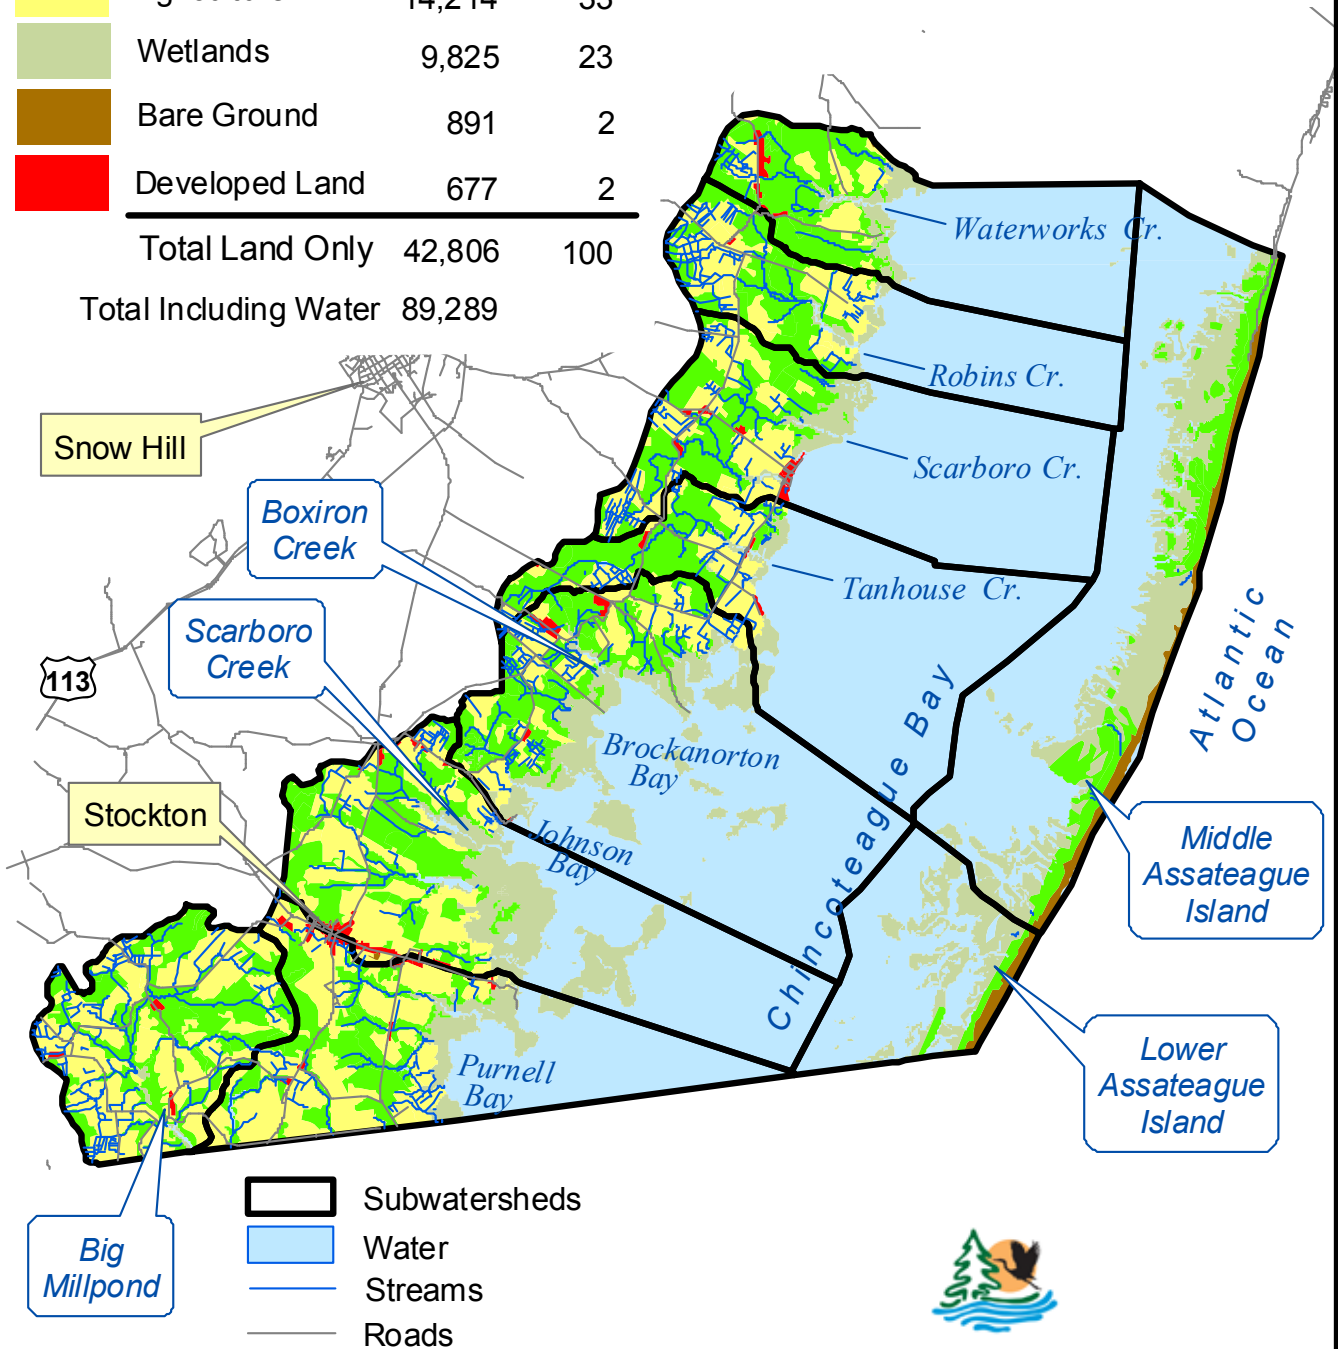 Wetlands 9,825 23
Bare Ground 891 2
Developed Land 677 2
Total Land Only 42,806 100
Total Including Water 89,289
Waterworks Cr.
Robins Cr.
Snow Hill
Scarboro Cr.
Boxiron
Creek
Tanhouse Cr.
Scarboro
Creek
113
Atlantic
Ocean
Brockanorton
Bay
Chincoteague Bay
Stockton
Johnson
Bay
Middle
Assateague
Island
Lower
Assateague
Island
Purnell
Bay
Big
Millpond
Subwatersheds
Water
Streams
Roads